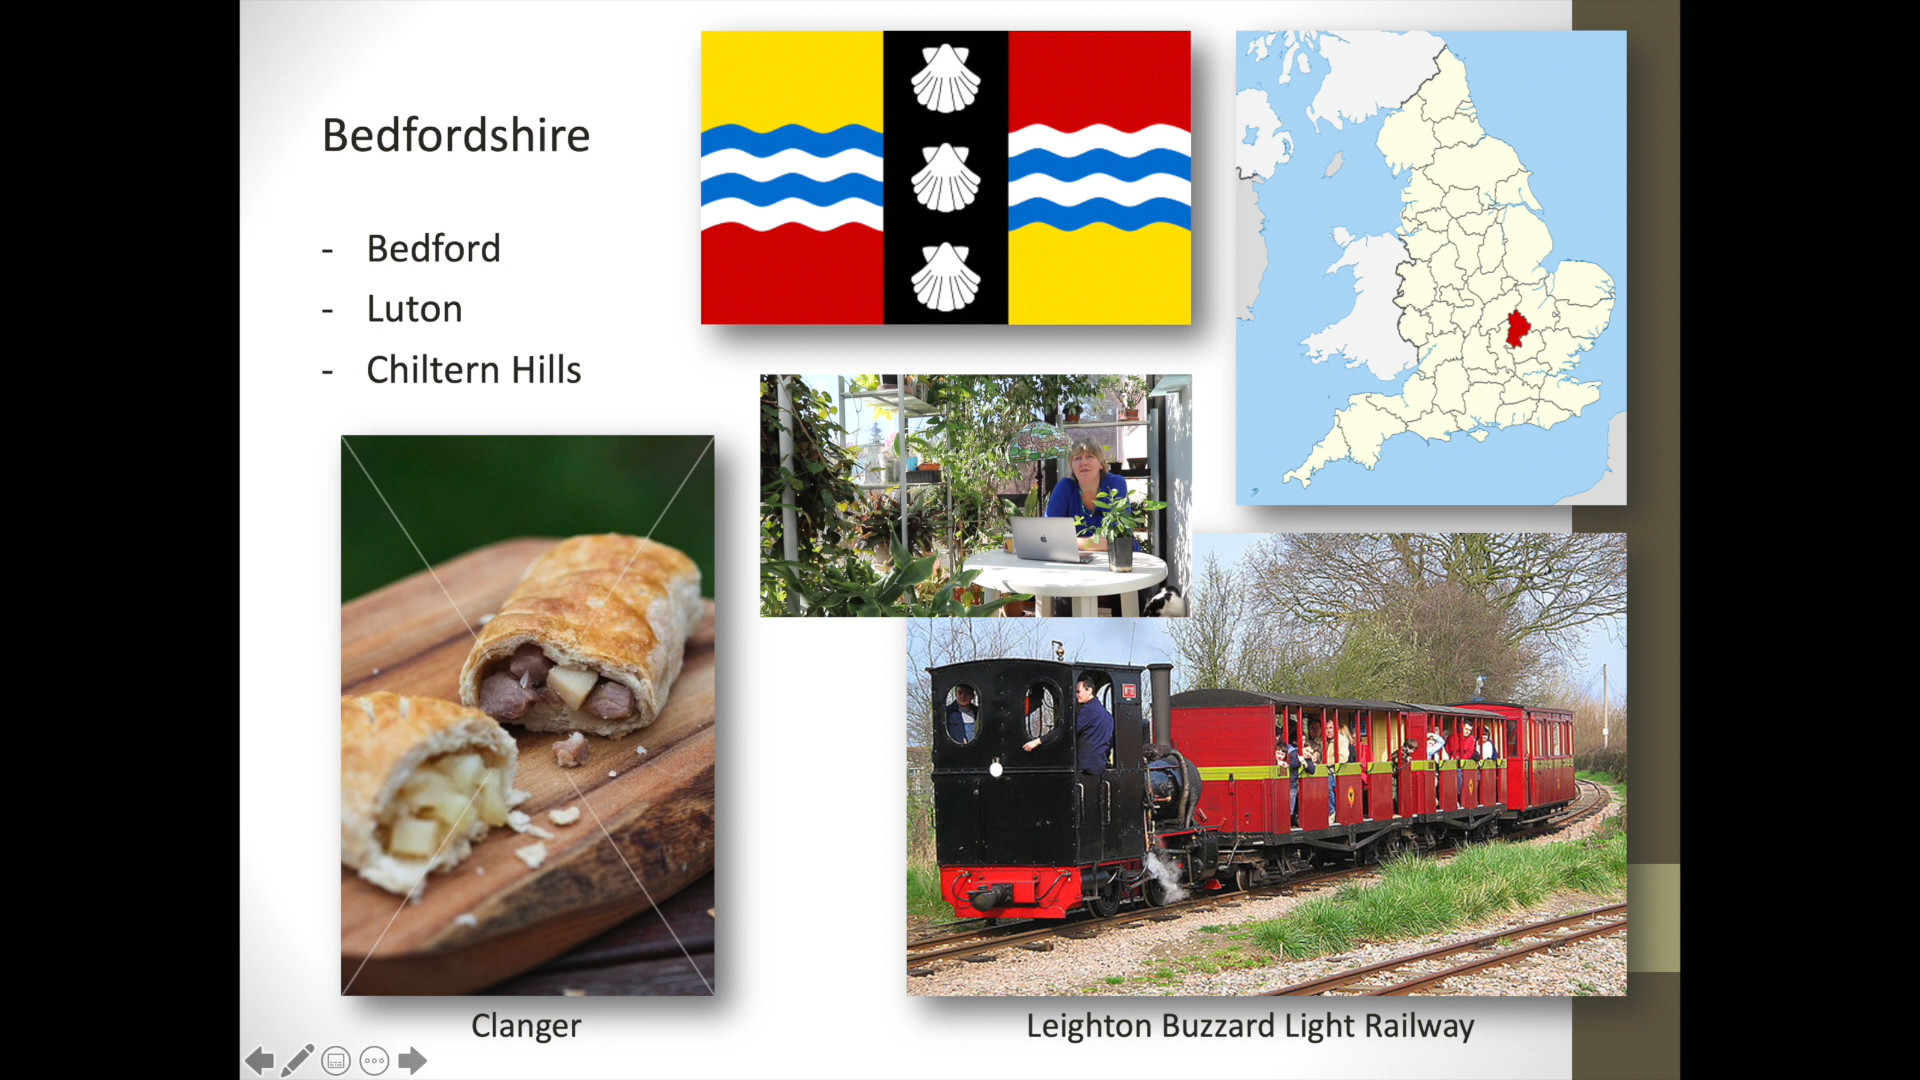 Bedfordshire
- Bedford
- Luton
- Chiltern Hills
Clanger
Leighton Buzzard Light Railway